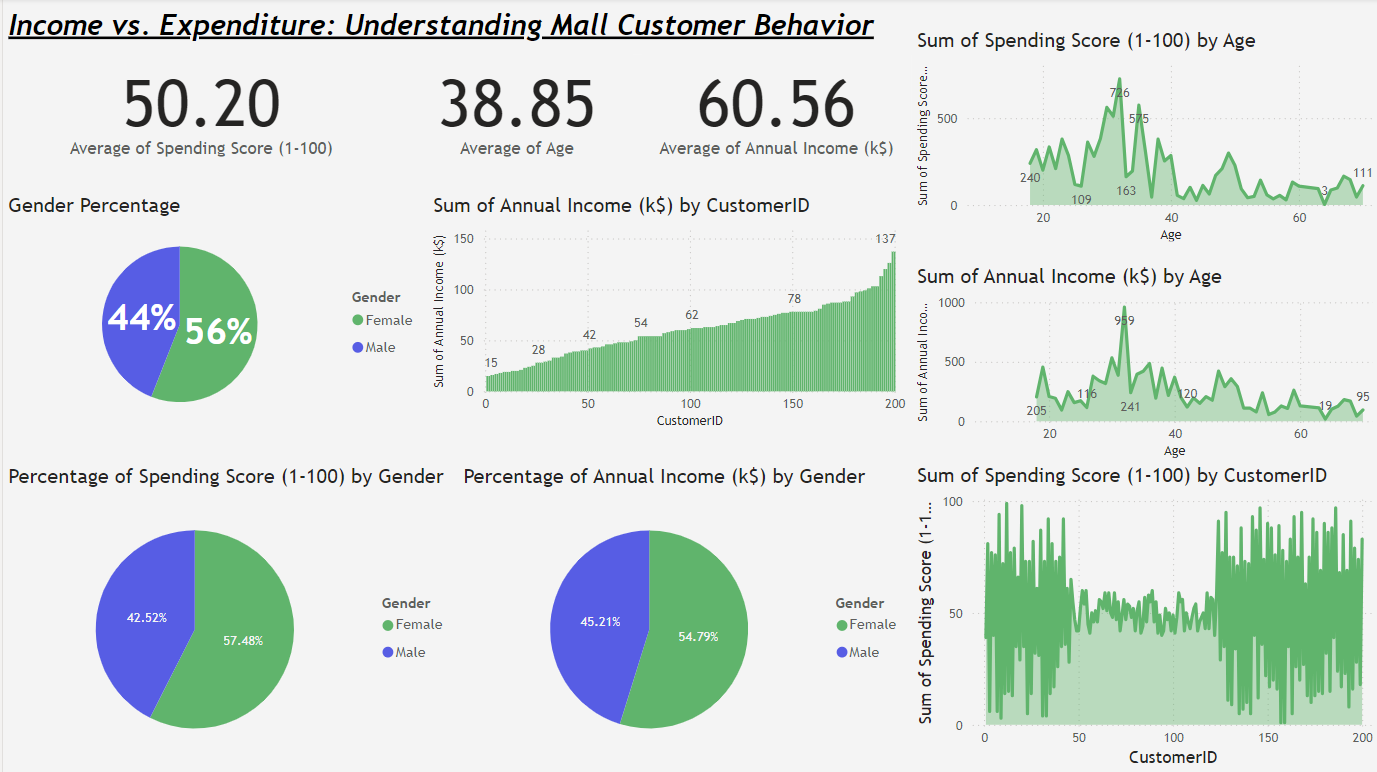 Income vs. Expenditure: Understanding Mall Customer Behavior
50.20
Average of Spending Score (1-100)
38.85
Average of Age
60.56
Average of Annual Income (k$)
Gender Percentage
44%
56%
Gender
Female
Male
Sum of Annual Income (k$) by CustomerID
Sum of Annual Income (k$)
150
100
50
0
15
28
42
54
62
78
137
0 50 100 150 200
CustomerID
Percentage of Spending Score (1-100) by Gender
42.52%
57.48%
Gender
Female
Male
Percentage of Annual Income (k$) by Gender
45.21%
54.79%
Gender
Female
Male
Sum of Spending Score (1-100) by Age
Sum of Spending Score...
500
0
240
109
726
163
575
3
111
20 40 60
Age
Sum of Annual Income (k$) by Age
Sum of Annual Inco...
1000
500
0
205
116
959
241
120
19
95
20 40 60
Age
Sum of Spending Score (1-100) by CustomerID
Sum of Spending Score (1-1...
100
50
0
0 50 100 150 200
CustomerID